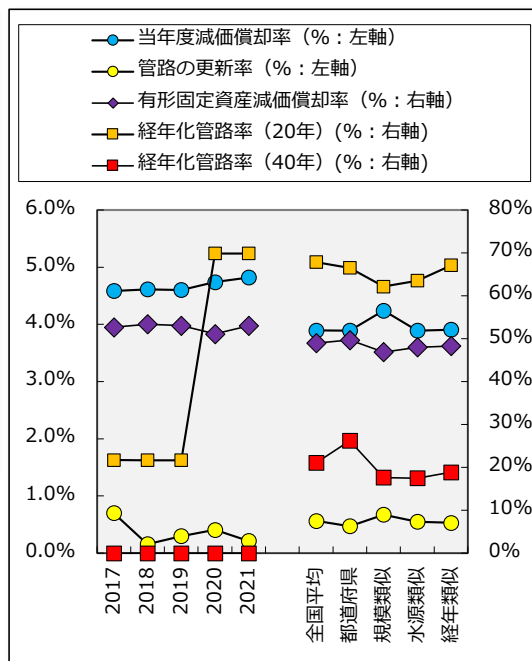 当年度減価償却率（%：左軸）
管路の更新率（%：左軸）
有形固定資産減価償却率（%：右軸）
経年化管路率（20年）(%：右軸)
経年化管路率（40年）(%：右軸)
6.0%
5.0%
4.0%
3.0%
2.0%
1.0%
0.0%
80%
70%
60%
50%
40%
30%
20%
10%
0%
2017
2018
2019
2020
2021
全国平均
都道府県
規模類似
水源類似
経年類似